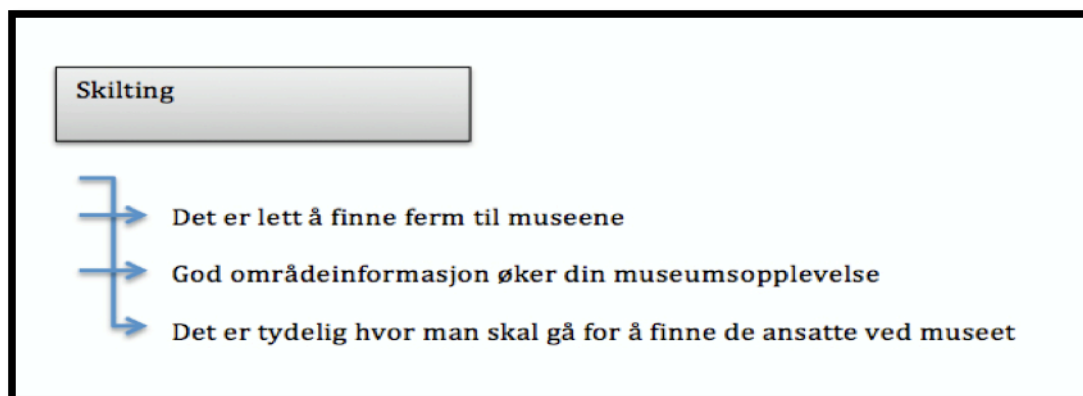 Skilting
Det er lett å finne ferm til museene
God områdeinformasjon øker din museumsopplevelse
Det er tydelig hvor man skal gå for å finne de ansatte ved museet